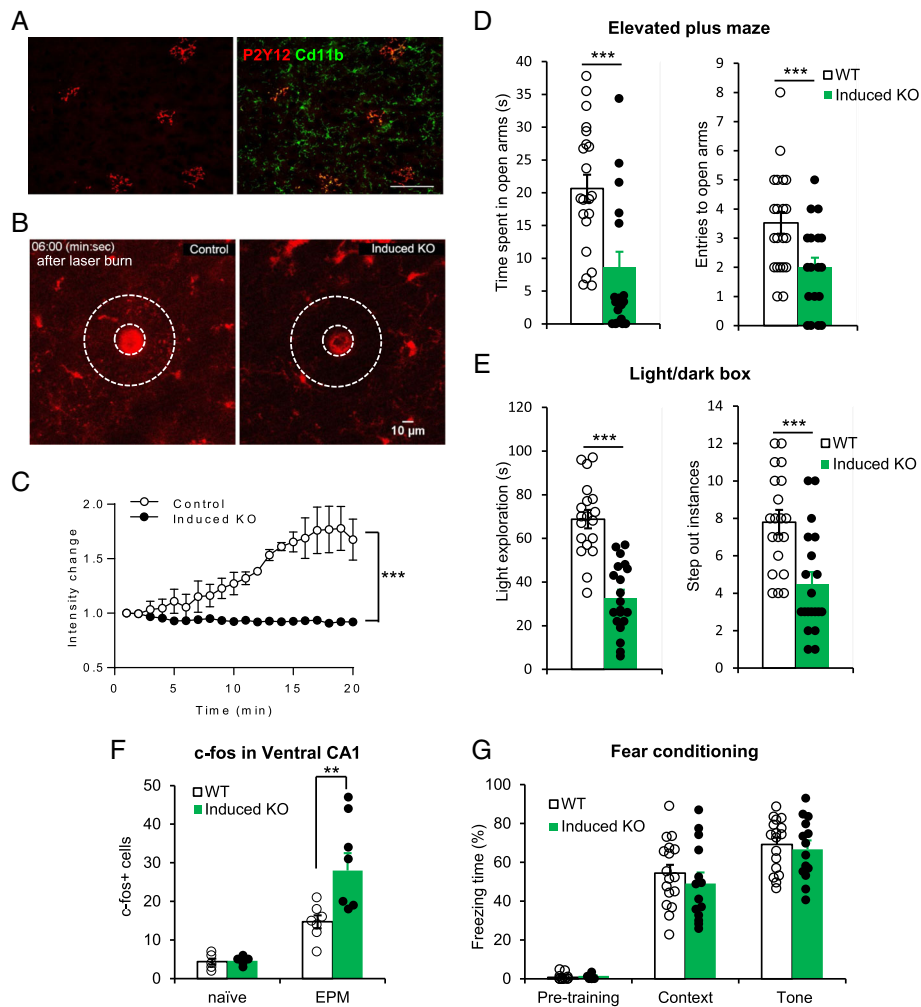 A
P2Y12 Cd11b
B
06:00 (min:sec)
after laser burn
Control
Induced KO
10 µm
C
Intensity change
2.0
1.5
1.0
0.5
0
5
10
15
20
Time (min)
Control
Induced KO
***
D
Elevated plus maze
Time spent in open arms (s)
40
35
30
25
20
15
10
5
0
***
Entries to open arms
9
8
7
6
5
4
3
2
1
0
***
WT
Induced KO
E
Light/dark box
Light exploration (s)
120
100
80
60
40
20
0
***
Step out instances
14
12
10
8
6
4
2
0
***
WT
Induced KO
F
c-fos in Ventral CA1
c-fos+ cells
50
40
30
20
10
0
WT
Induced KO
**
naïve
EPM
G
Fear conditioning
Freezing time (%)
100
80
60
40
20
0
WT
Induced KO
Pre-training
Context
Tone